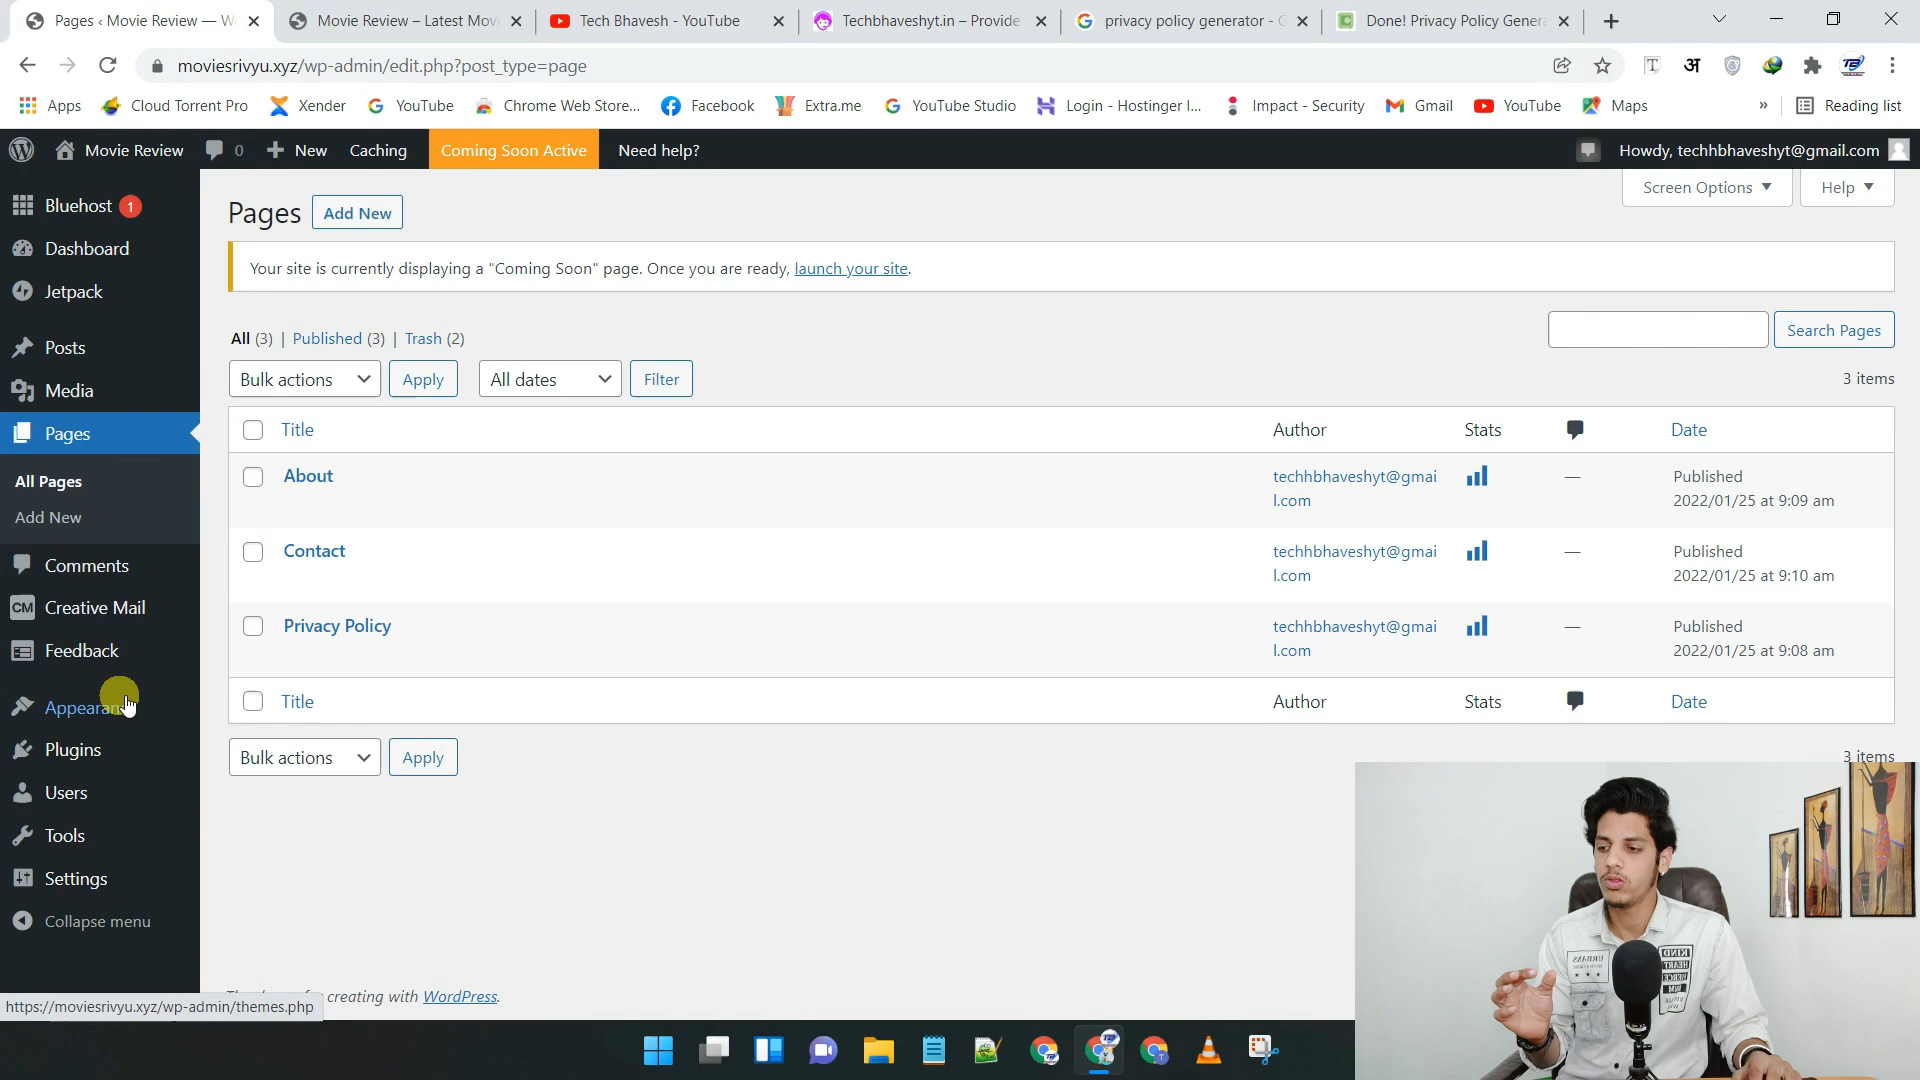 Pages ‹ Movie Review — W
Movie Review – Latest Mov
Tech Bhavesh - YouTube
Techbhaveshyt.in – Provide
privacy policy generator - G
Done! Privacy Policy Genera
moviesrivyu.xyz/wp-admin/edit.php?post_type=page
Apps
Cloud Torrent Pro
Xender
YouTube
Chrome Web Store...
Facebook
Extra.me
YouTube Studio
Login - Hostinger I...
Impact - Security
Gmail
YouTube
Maps
»
Reading list
Movie Review
0
New
Caching
Coming Soon Active
Need help?
Howdy, techhbhaveshyt@gmail.com
Bluehost 1
Dashboard
Jetpack
Posts
Media
Pages
All Pages
Add New
Comments
CM Creative Mail
Feedback
Appearan
Plugins
Users
Tools
Settings
Collapse menu
Screen Options
Help
Pages
Add New
Your site is currently displaying a "Coming Soon" page. Once you are ready, launch your site.
All (3) | Published (3) | Trash (2)
Search Pages
Bulk actions
Apply
All dates
Filter
3 items
Title
Author
Stats
Date
About
techhbhaveshyt@gmai
l.com
—
Published
2022/01/25 at 9:09 am
Contact
techhbhaveshyt@gmai
l.com
—
Published
2022/01/25 at 9:10 am
Privacy Policy
techhbhaveshyt@gmai
l.com
—
Published
2022/01/25 at 9:08 am
Title
Author
Stats
Date
Bulk actions
Apply
3 items
creating with WordPress.
https://moviesrivyu.xyz/wp-admin/themes.php